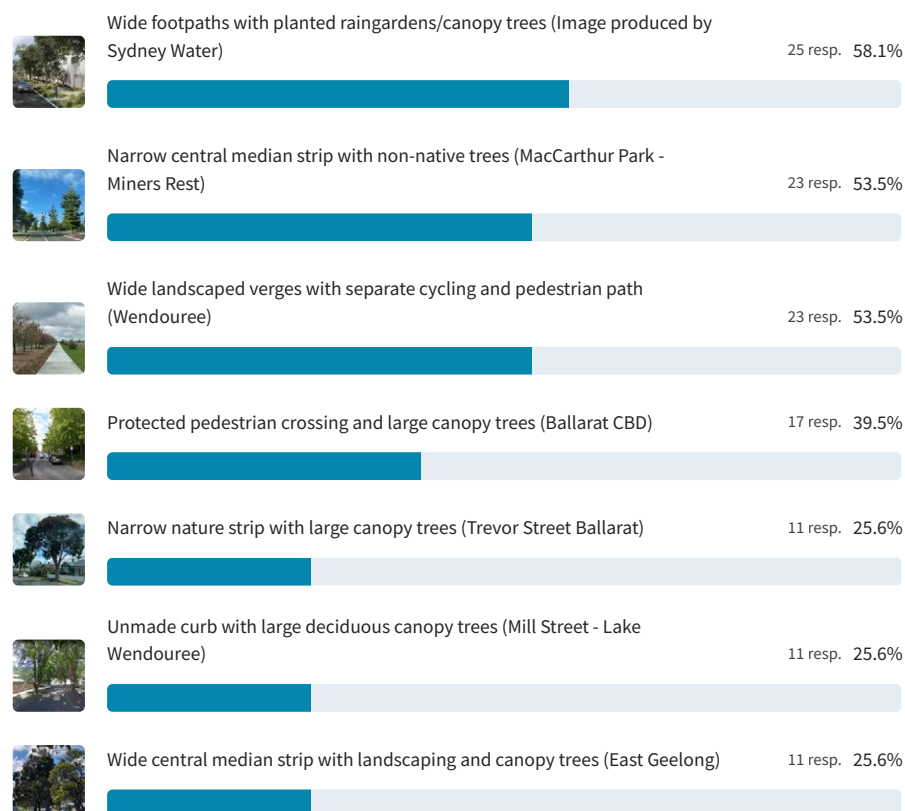 Wide footpaths with planted raingardens/canopy trees (Image produced by
Sydney Water)
25 resp. 58.1%
Narrow central median strip with non-native trees (MacCarthur Park -
Miners Rest)
23 resp. 53.5%
Wide landscaped verges with separate cycling and pedestrian path
(Wendouree)
23 resp. 53.5%
Protected pedestrian crossing and large canopy trees (Ballarat CBD)
17 resp. 39.5%
Narrow nature strip with large canopy trees (Trevor Street Ballarat)
11 resp. 25.6%
Unmade curb with large deciduous canopy trees (Mill Street - Lake
Wendouree)
11 resp. 25.6%
Wide central median strip with landscaping and canopy trees (East Geelong)
11 resp. 25.6%